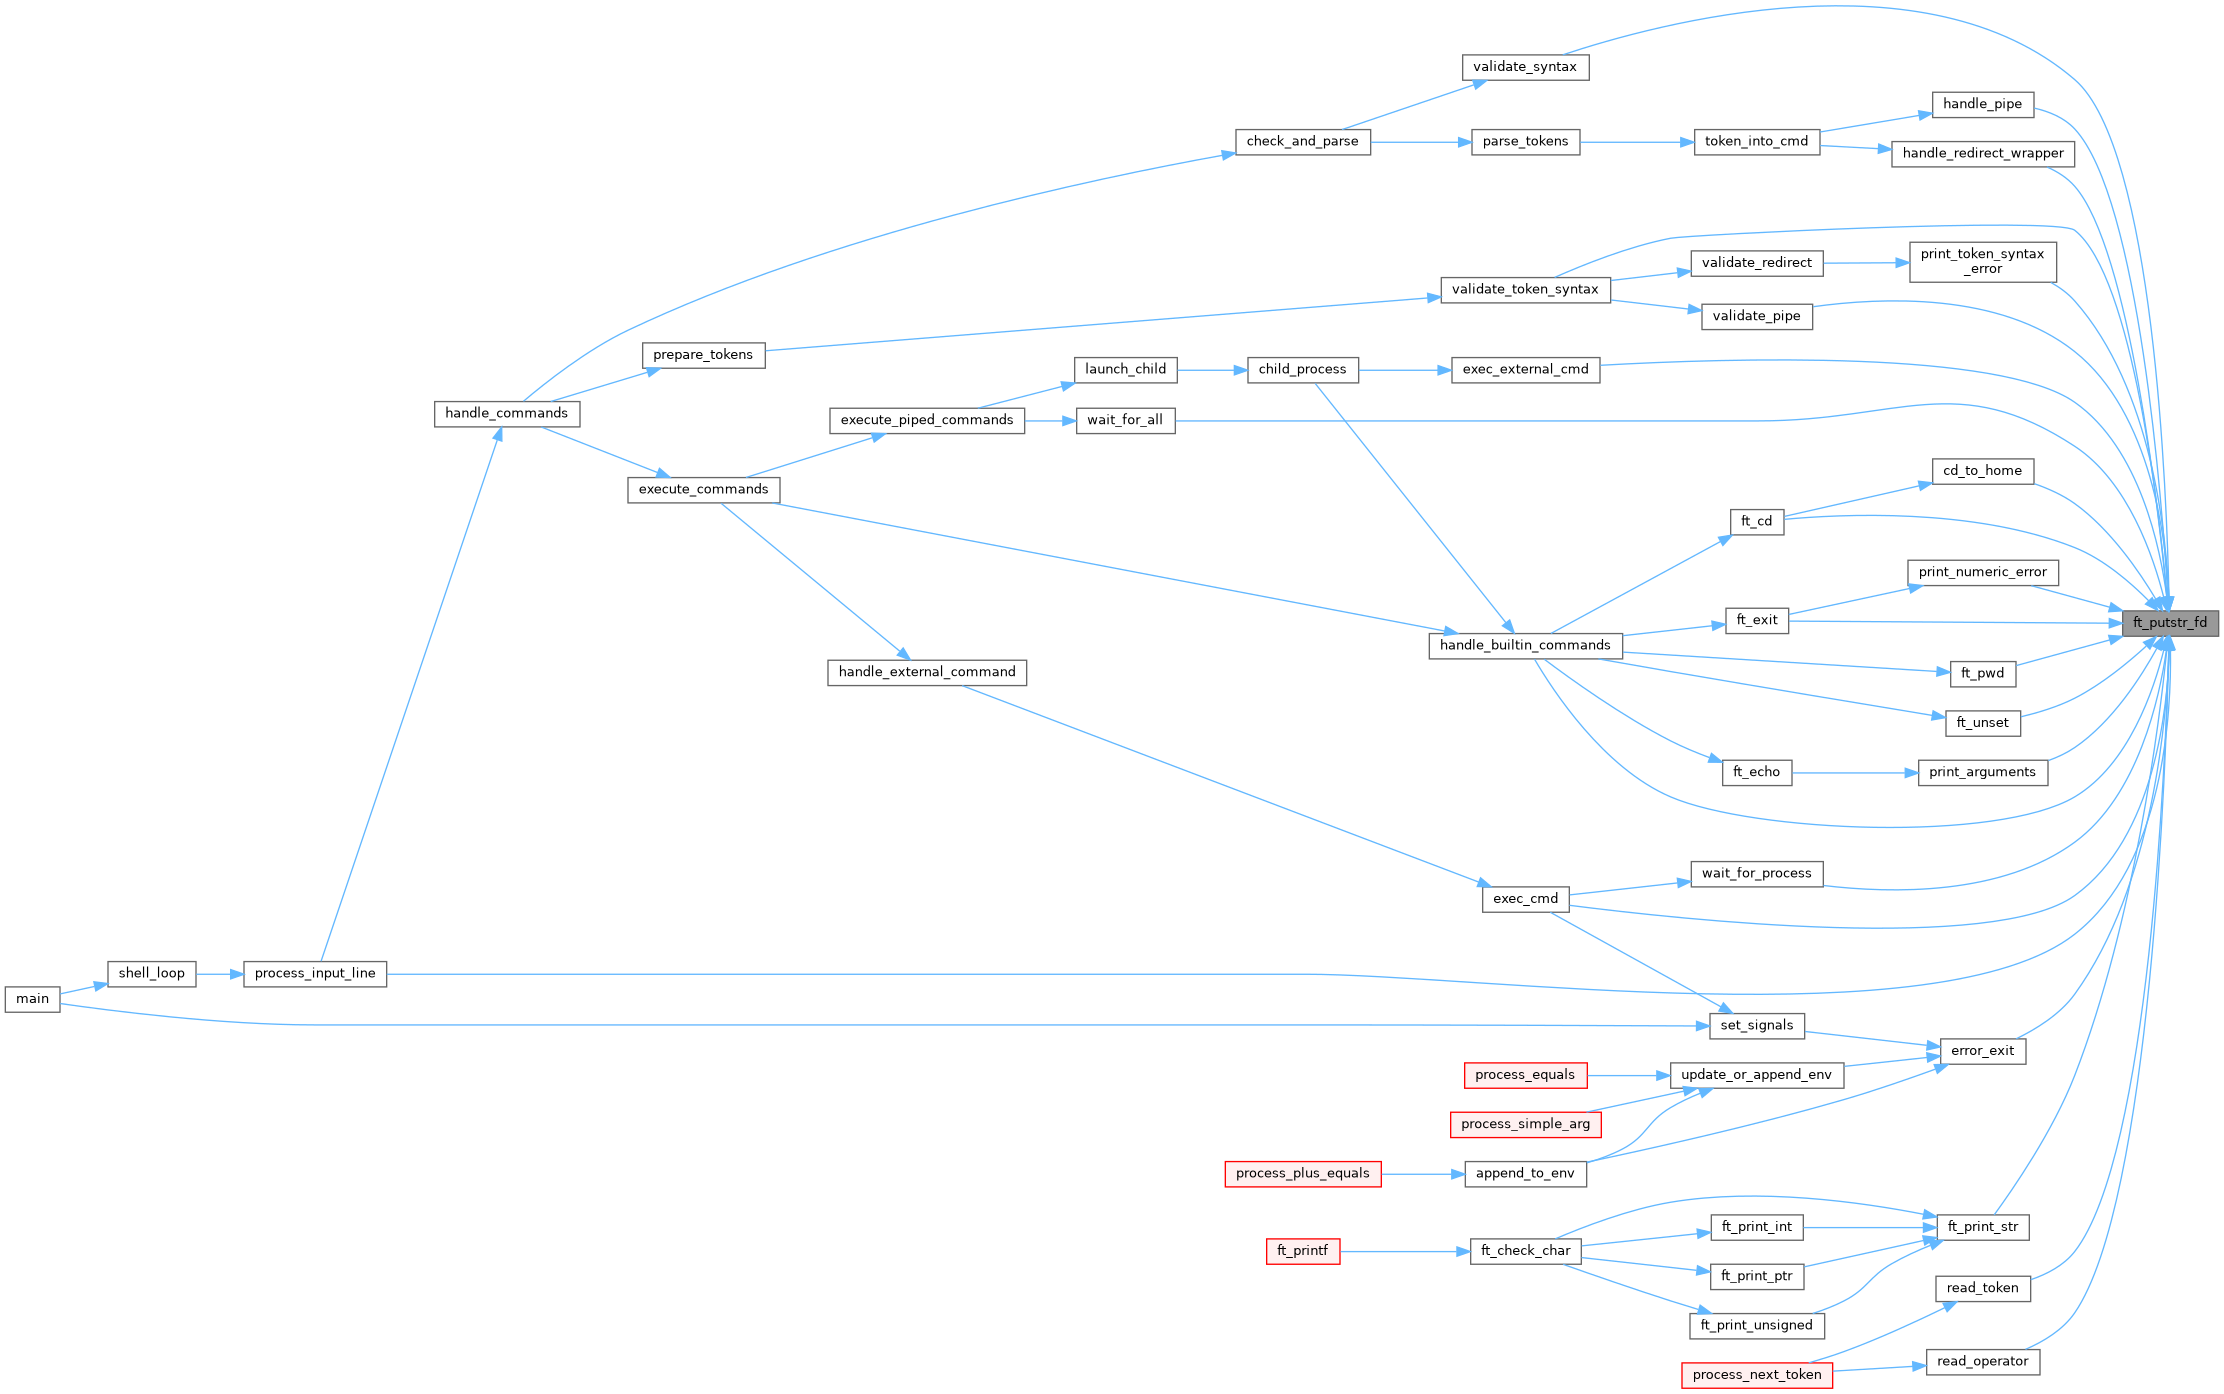 validate_syntax
handle_pipe
check_and_parse
parse_tokens
token_into_cmd
handle_redirect_wrapper
print_token_syntax
_error
validate_redirect
validate_token_syntax
validate_pipe
prepare_tokens
launch_child
child_process
exec_external_cmd
handle_commands
execute_piped_commands
wait_for_all
cd_to_home
execute_commands
ft_cd
print_numeric_error
ft_exit
ft_putstr_fd
handle_builtin_commands
handle_external_command
ft_pwd
ft_unset
ft_echo
print_arguments
wait_for_process
exec_cmd
shell_loop
process_input_line
main
set_signals
error_exit
process_equals
update_or_append_env
process_simple_arg
process_plus_equals
append_to_env
ft_print_int
ft_print_str
ft_printf
ft_check_char
ft_print_ptr
read_token
ft_print_unsigned
read_operator
process_next_token